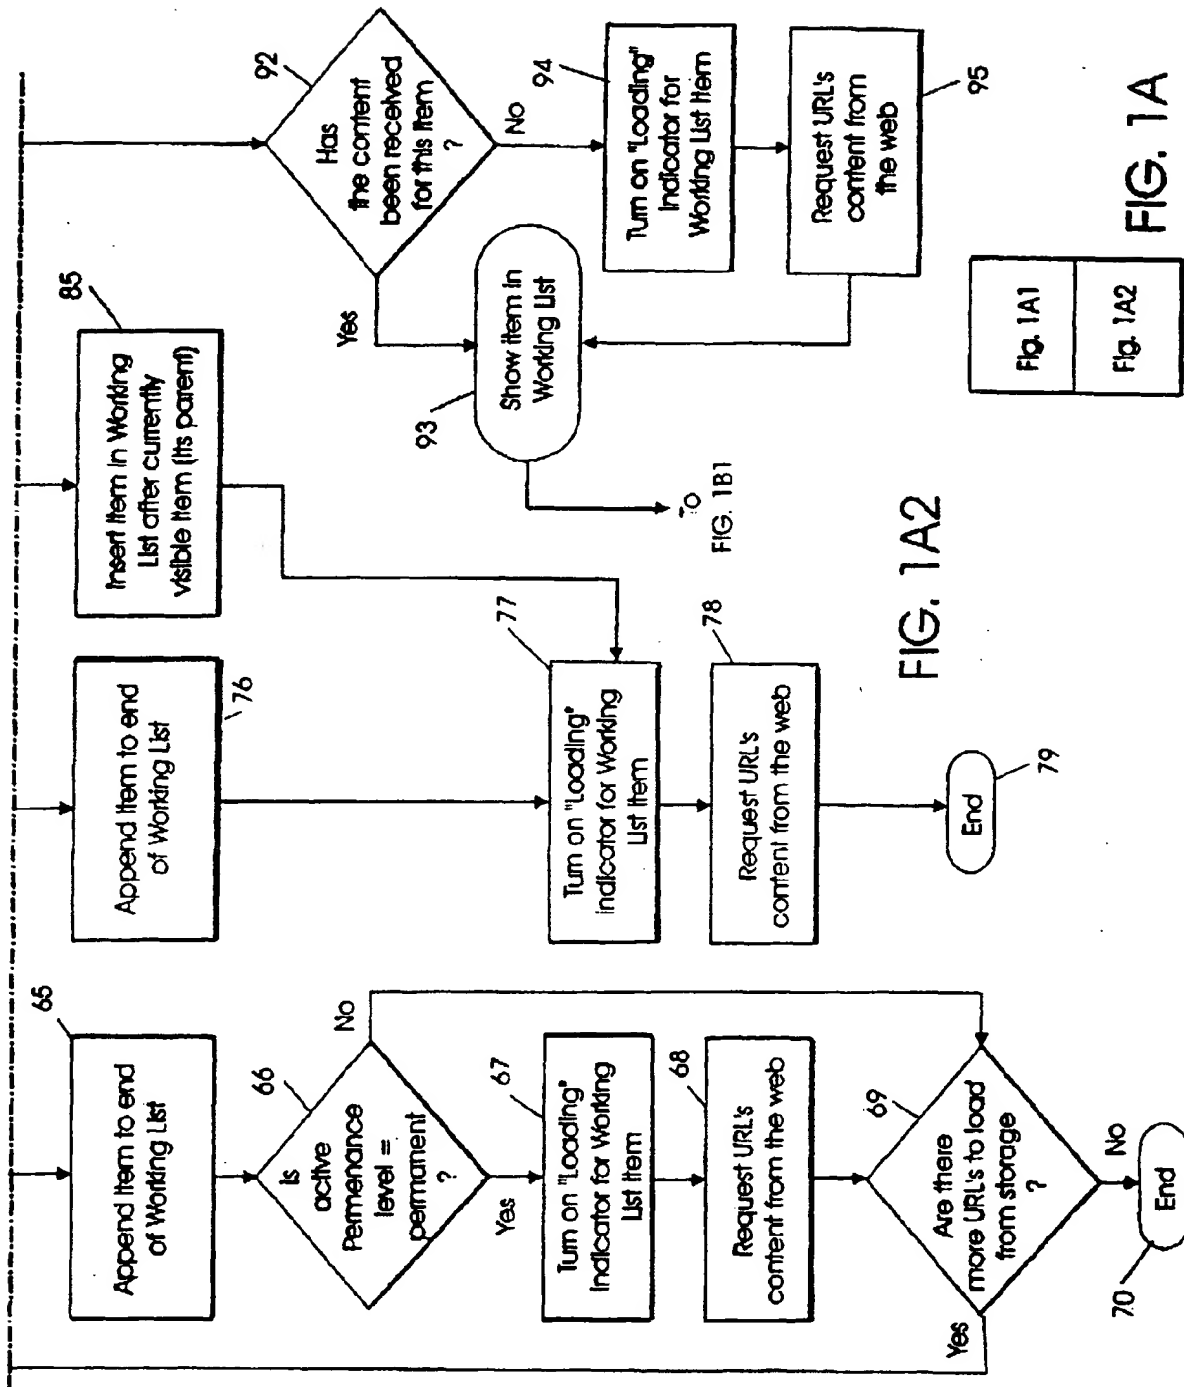 65
Append Item to end
of Working List
66
Is
active
Permenance
level =
permanent
?
No
Yes
67
Turn on "Loading"
Indicator for Working
List Item
68
Request URL's
content from the web
69
Are there
more URL's to load
from storage
?
Yes
No
70
End
Append Item to end
of Working List
76
85
Insert Item in Working
List after currently
visible Item (its parent)
77
Turn on "Loading"
indicator for Working
List Item
78
Request URL's
content from the web
79
End
92
Has
the content
been received
for this Item
?
Yes
No
93
Show Item in
Working List
TO
FIG. 1B1
94
Turn on "Loading"
Indicator for
Working List Item
95
Request URL's
content from
the web
FIG. 1A2
Fig. 1A1
Fig. 1A2
FIG. 1A